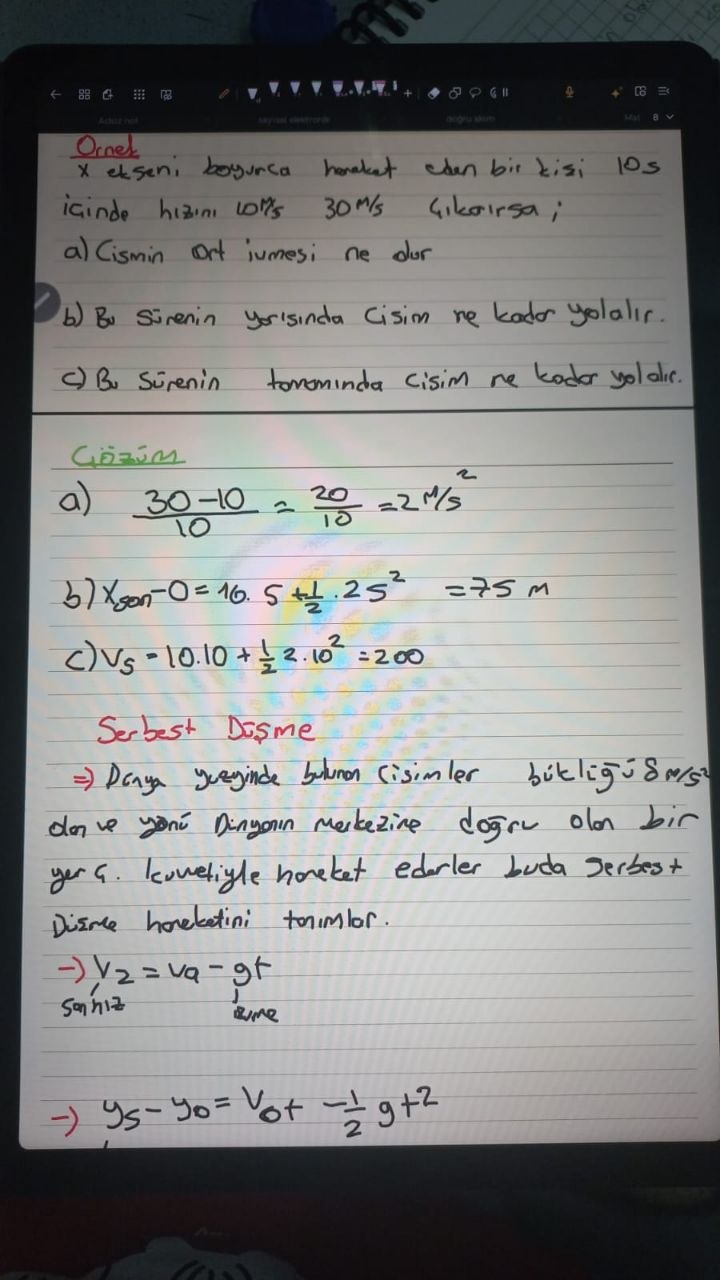 Örnek
x ekseni boyunca hareket eden bir kişi 10s
içinde hızını 10M/s 30M/s çıkarırsa;
a) Cismin Ort ivmesi ne dur
b) Bu Sürenin yarısında Cisim ne kadar yol alır.
c) Bu Sürenin tamamında cisim ne kadar yol alır.
Çözüm
a) 30-10/10 = 20/10 = 2 M/s²
b) Xson-0 = 10. 5 + 1/2 . 2 5² = 75 M
c) Vs = 10.10 + 1/2 2.10² = 200
Serbest Düşme
=> Dünya yüzeyinde bulunan Cisimler 8 M/s²
olan ve yönü Dünyanın merkezine doğru olan bir
yer ç. kuvvetiyle hareket ederler buda Serbest
Düşme hareketini tanımlar.
-> V2 = va - gt
Son hız
ivme
-> ys - yo = Vot - 1/2 gt2